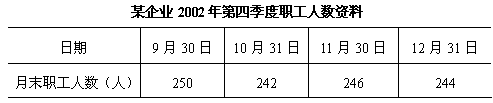 某企业 2002 年第四季度职工人数资料
日期 9 月 30 日 10 月 31 日 11 月 30 日 12 月 31 日
月末职工人数（人） 250 242 246 244